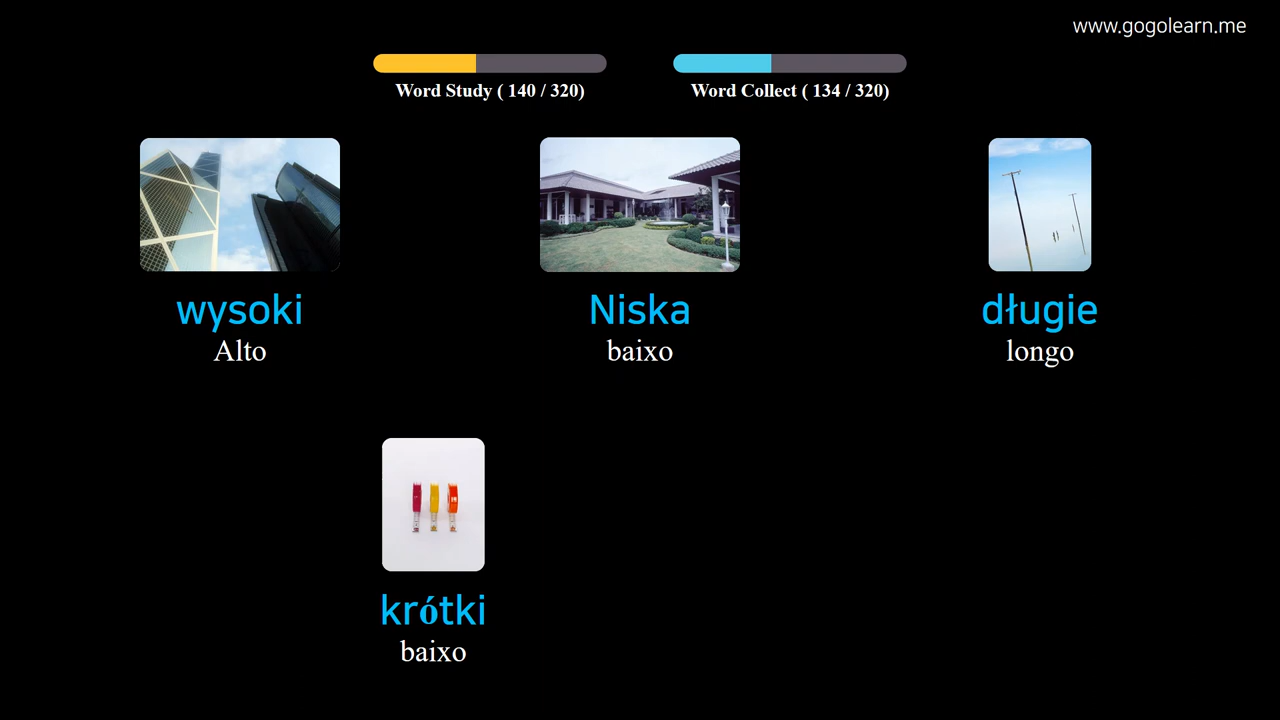 www.gogolearn.me
Word Study ( 140 / 320)
Word Collect ( 134 / 320)
wysoki
Alto
Niska
baixo
długie
longo
krótki
baixo